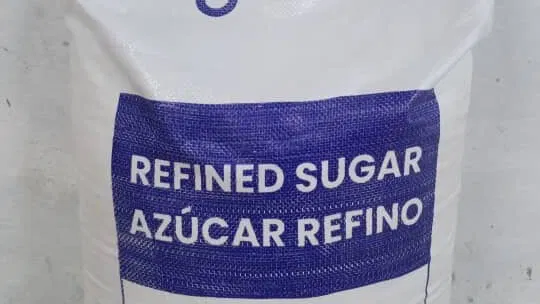 REFINED SUGAR
AZÚCAR REFINO